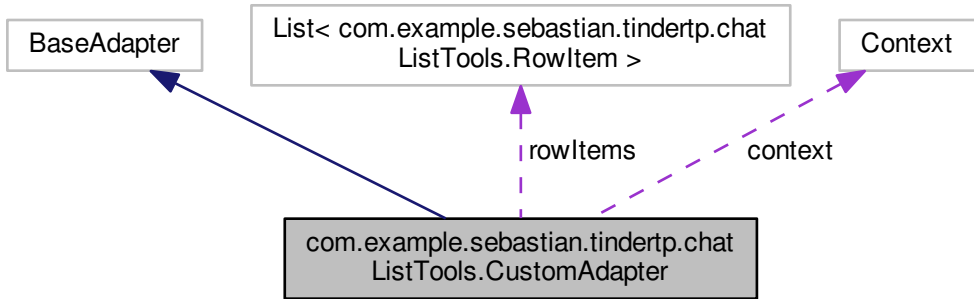 BaseAdapter
List< com.example.sebastian.tindertp.chat
ListTools.RowItem >
Context
rowItems
context
com.example.sebastian.tindertp.chat
ListTools.CustomAdapter